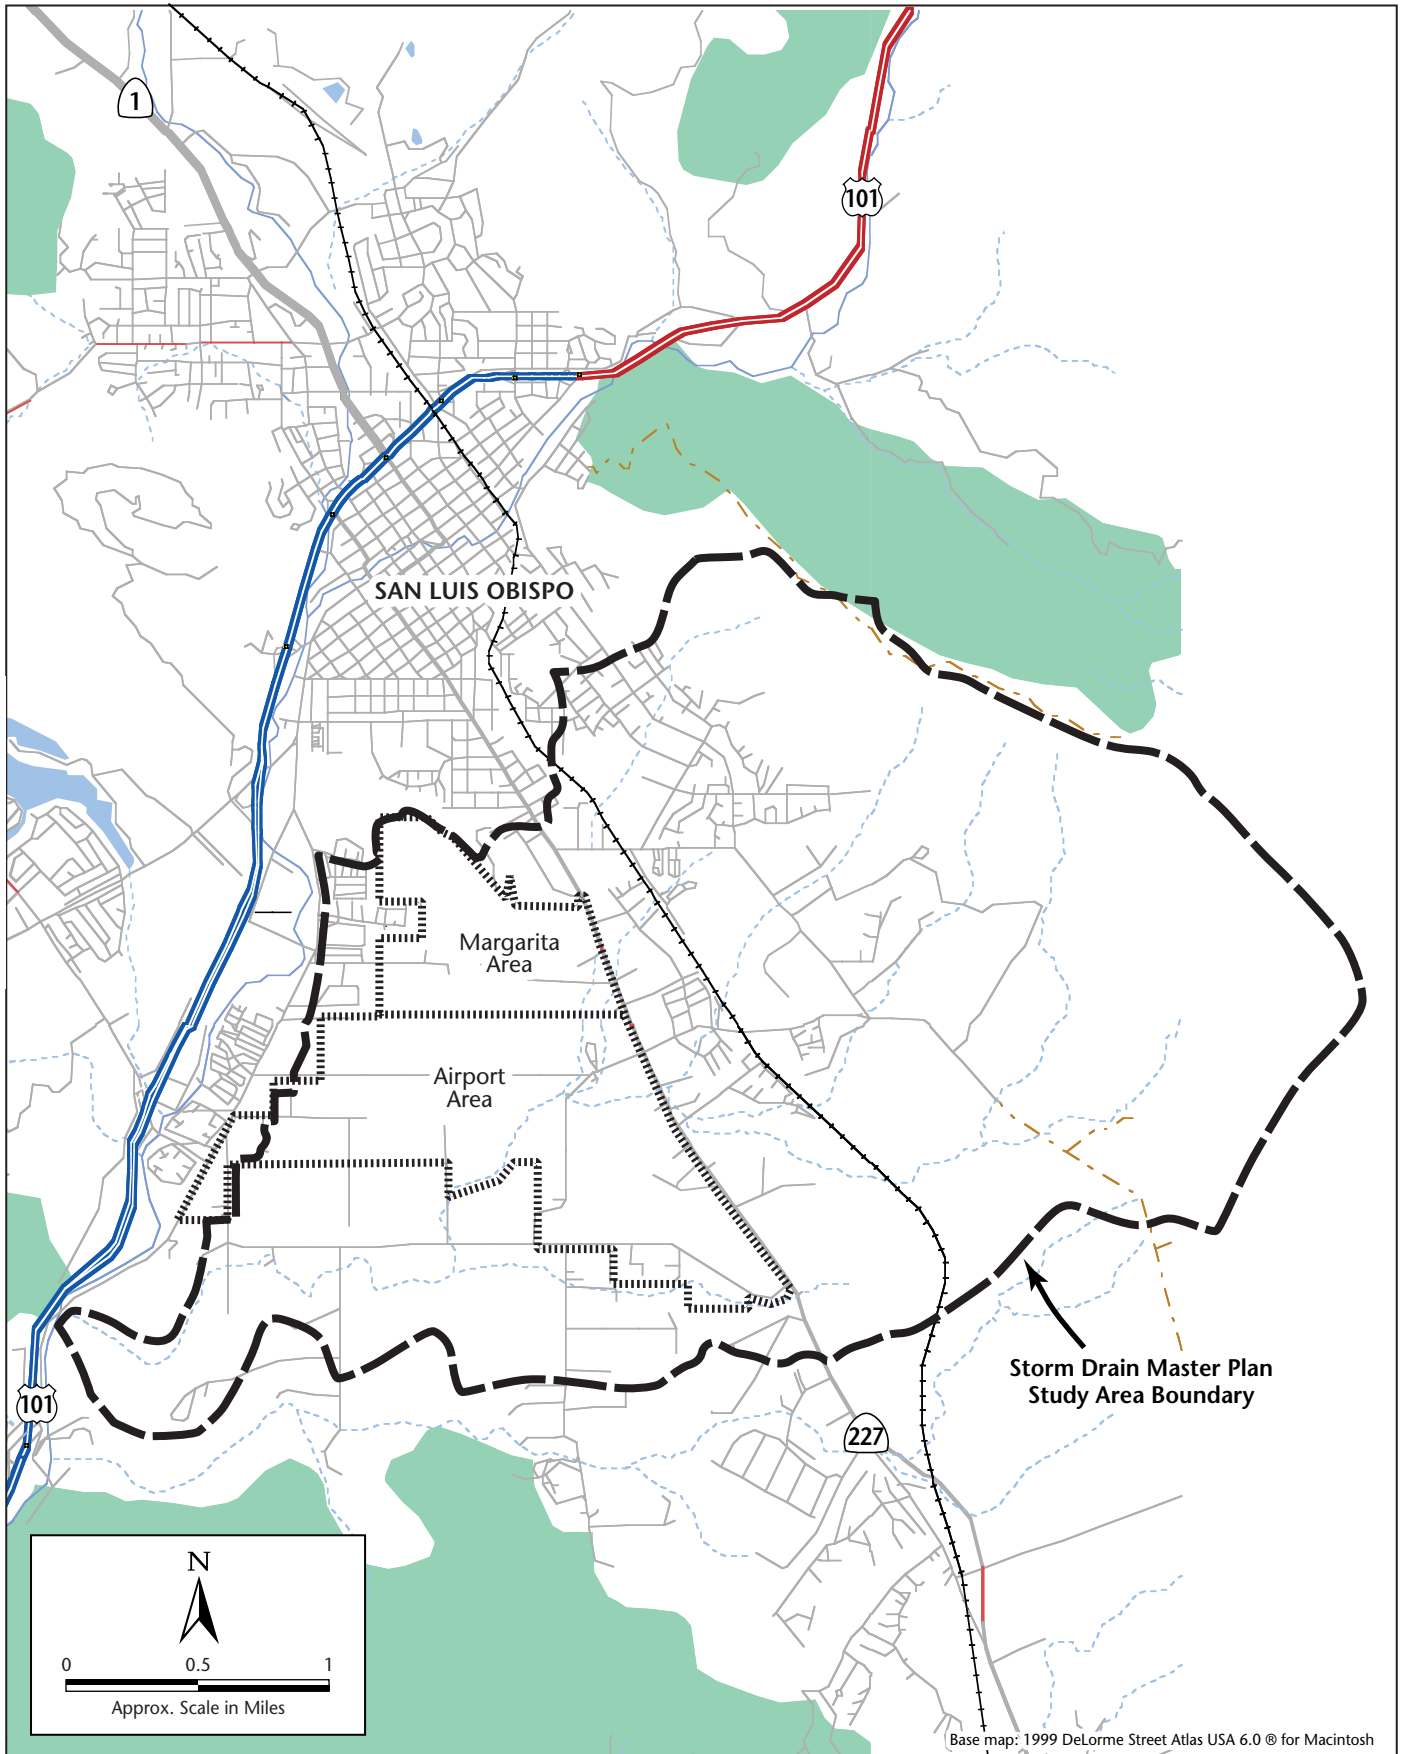 1
101
SAN LUIS OBISPO
Margarita
Area
Airport
Area
Storm Drain Master Plan
Study Area Boundary
101
227
N
0 0.5 1
Approx. Scale in Miles
Base map: 1999 DeLorme Street Atlas USA 6.0 ® for Macintosh